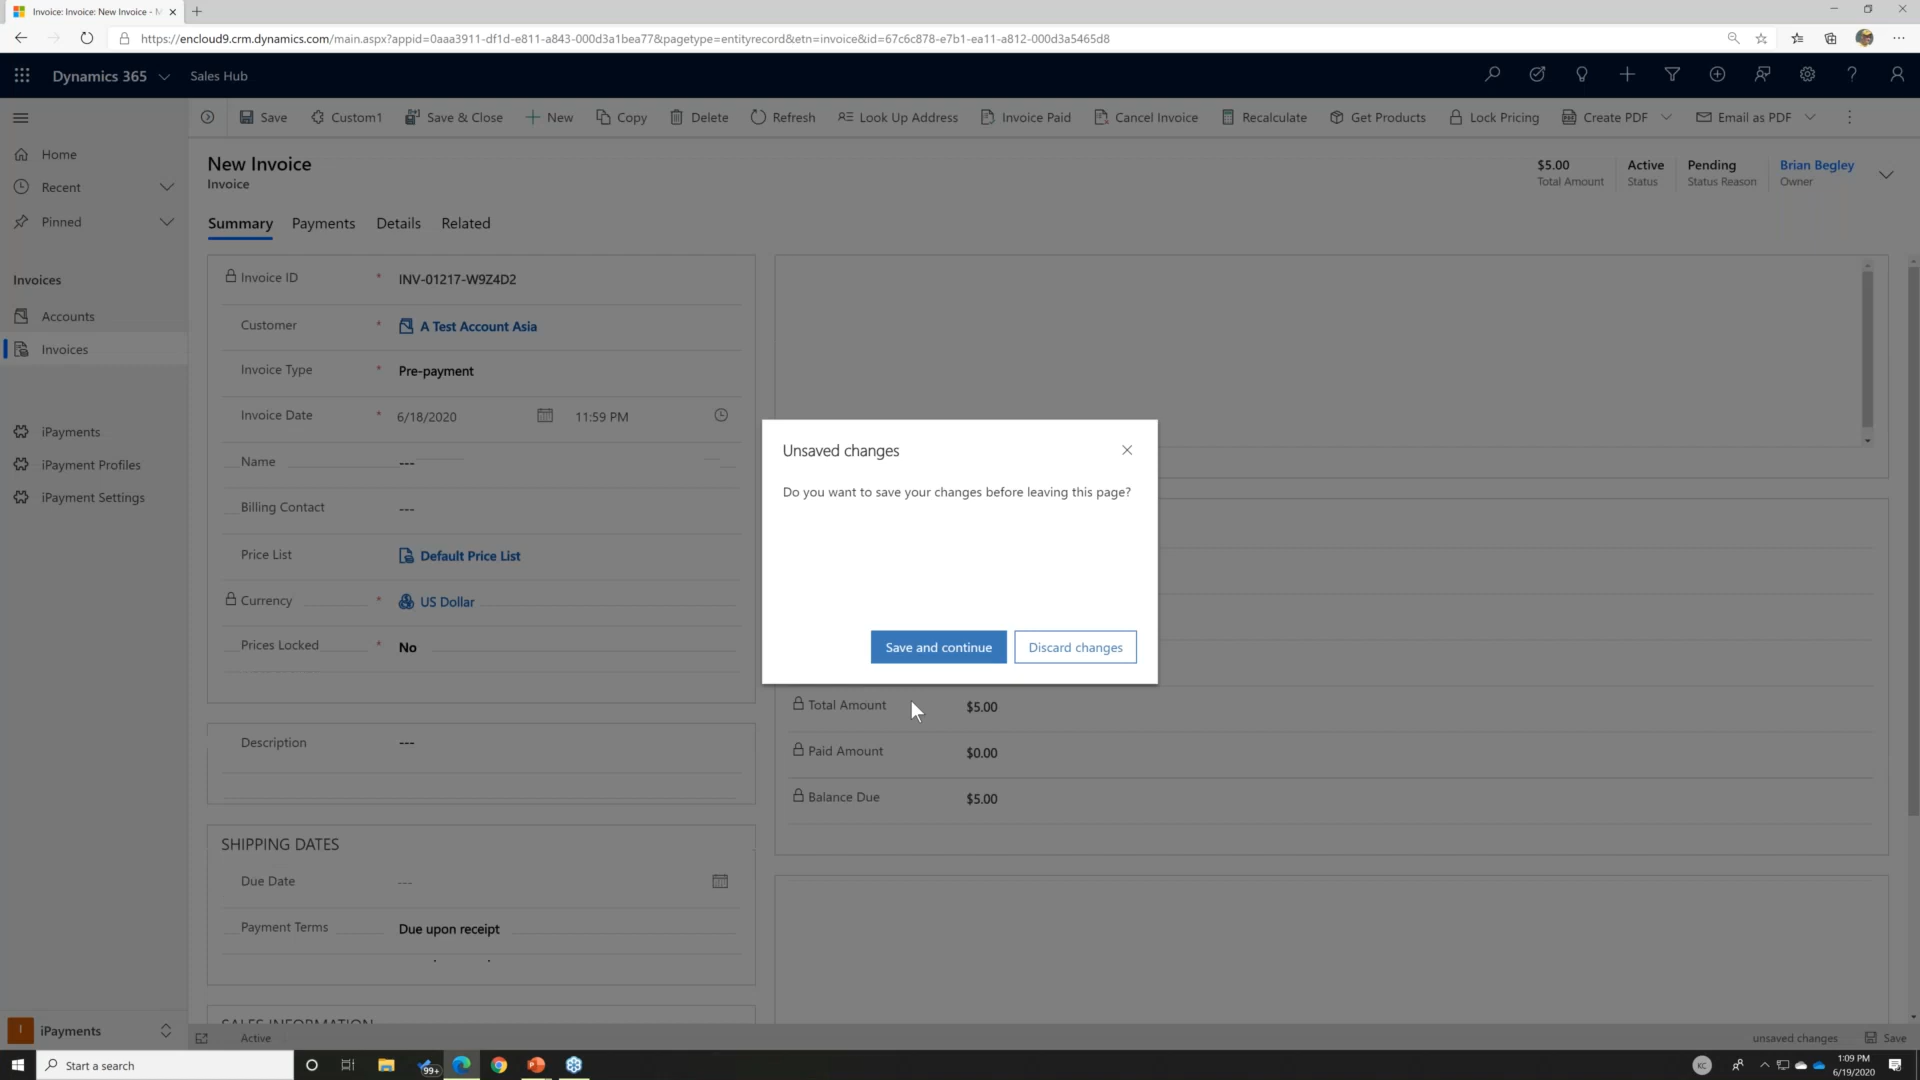 Invoice: Invoice: New Invoice - M
https://encloud9.crm.dynamics.com/main.aspx?appid=0aaa3911-df1d-e811-a843-000d3a1bea77&pagetype=entityrecord&etn=invoice&id=67c6c878-e7b1-ea11-a812-000d3a5465d8
Dynamics 365 Sales Hub
Save Custom1 Save & Close New Copy Delete Refresh Look Up Address Invoice Paid Cancel Invoice Recalculate Get Products Lock Pricing Create PDF Email as PDF
Home
Recent
Pinned
Invoices
Accounts
Invoices
iPayments
iPayment Profiles
iPayment Settings
iPayments
New Invoice
Invoice
$5.00
Total Amount
Active
Status
Pending
Status Reason
Brian Begley
Owner
Summary Payments Details Related
Invoice ID * INV-01217-W9Z4D2
Customer * A Test Account Asia
Invoice Type * Pre-payment
Invoice Date * 6/18/2020 11:59 PM
Name ---
Billing Contact ---
Price List Default Price List
Currency * US Dollar
Prices Locked * No
Description ---
SHIPPING DATES
Due Date ---
Payment Terms Due upon receipt
SALES INFORMATION
Unsaved changes
Do you want to save your changes before leaving this page?
Save and continue Discard changes
Total Amount $5.00
Paid Amount $0.00
Balance Due $5.00
Active unsaved changes Save
Start a search
99+
KC
1:09 PM
6/19/2020